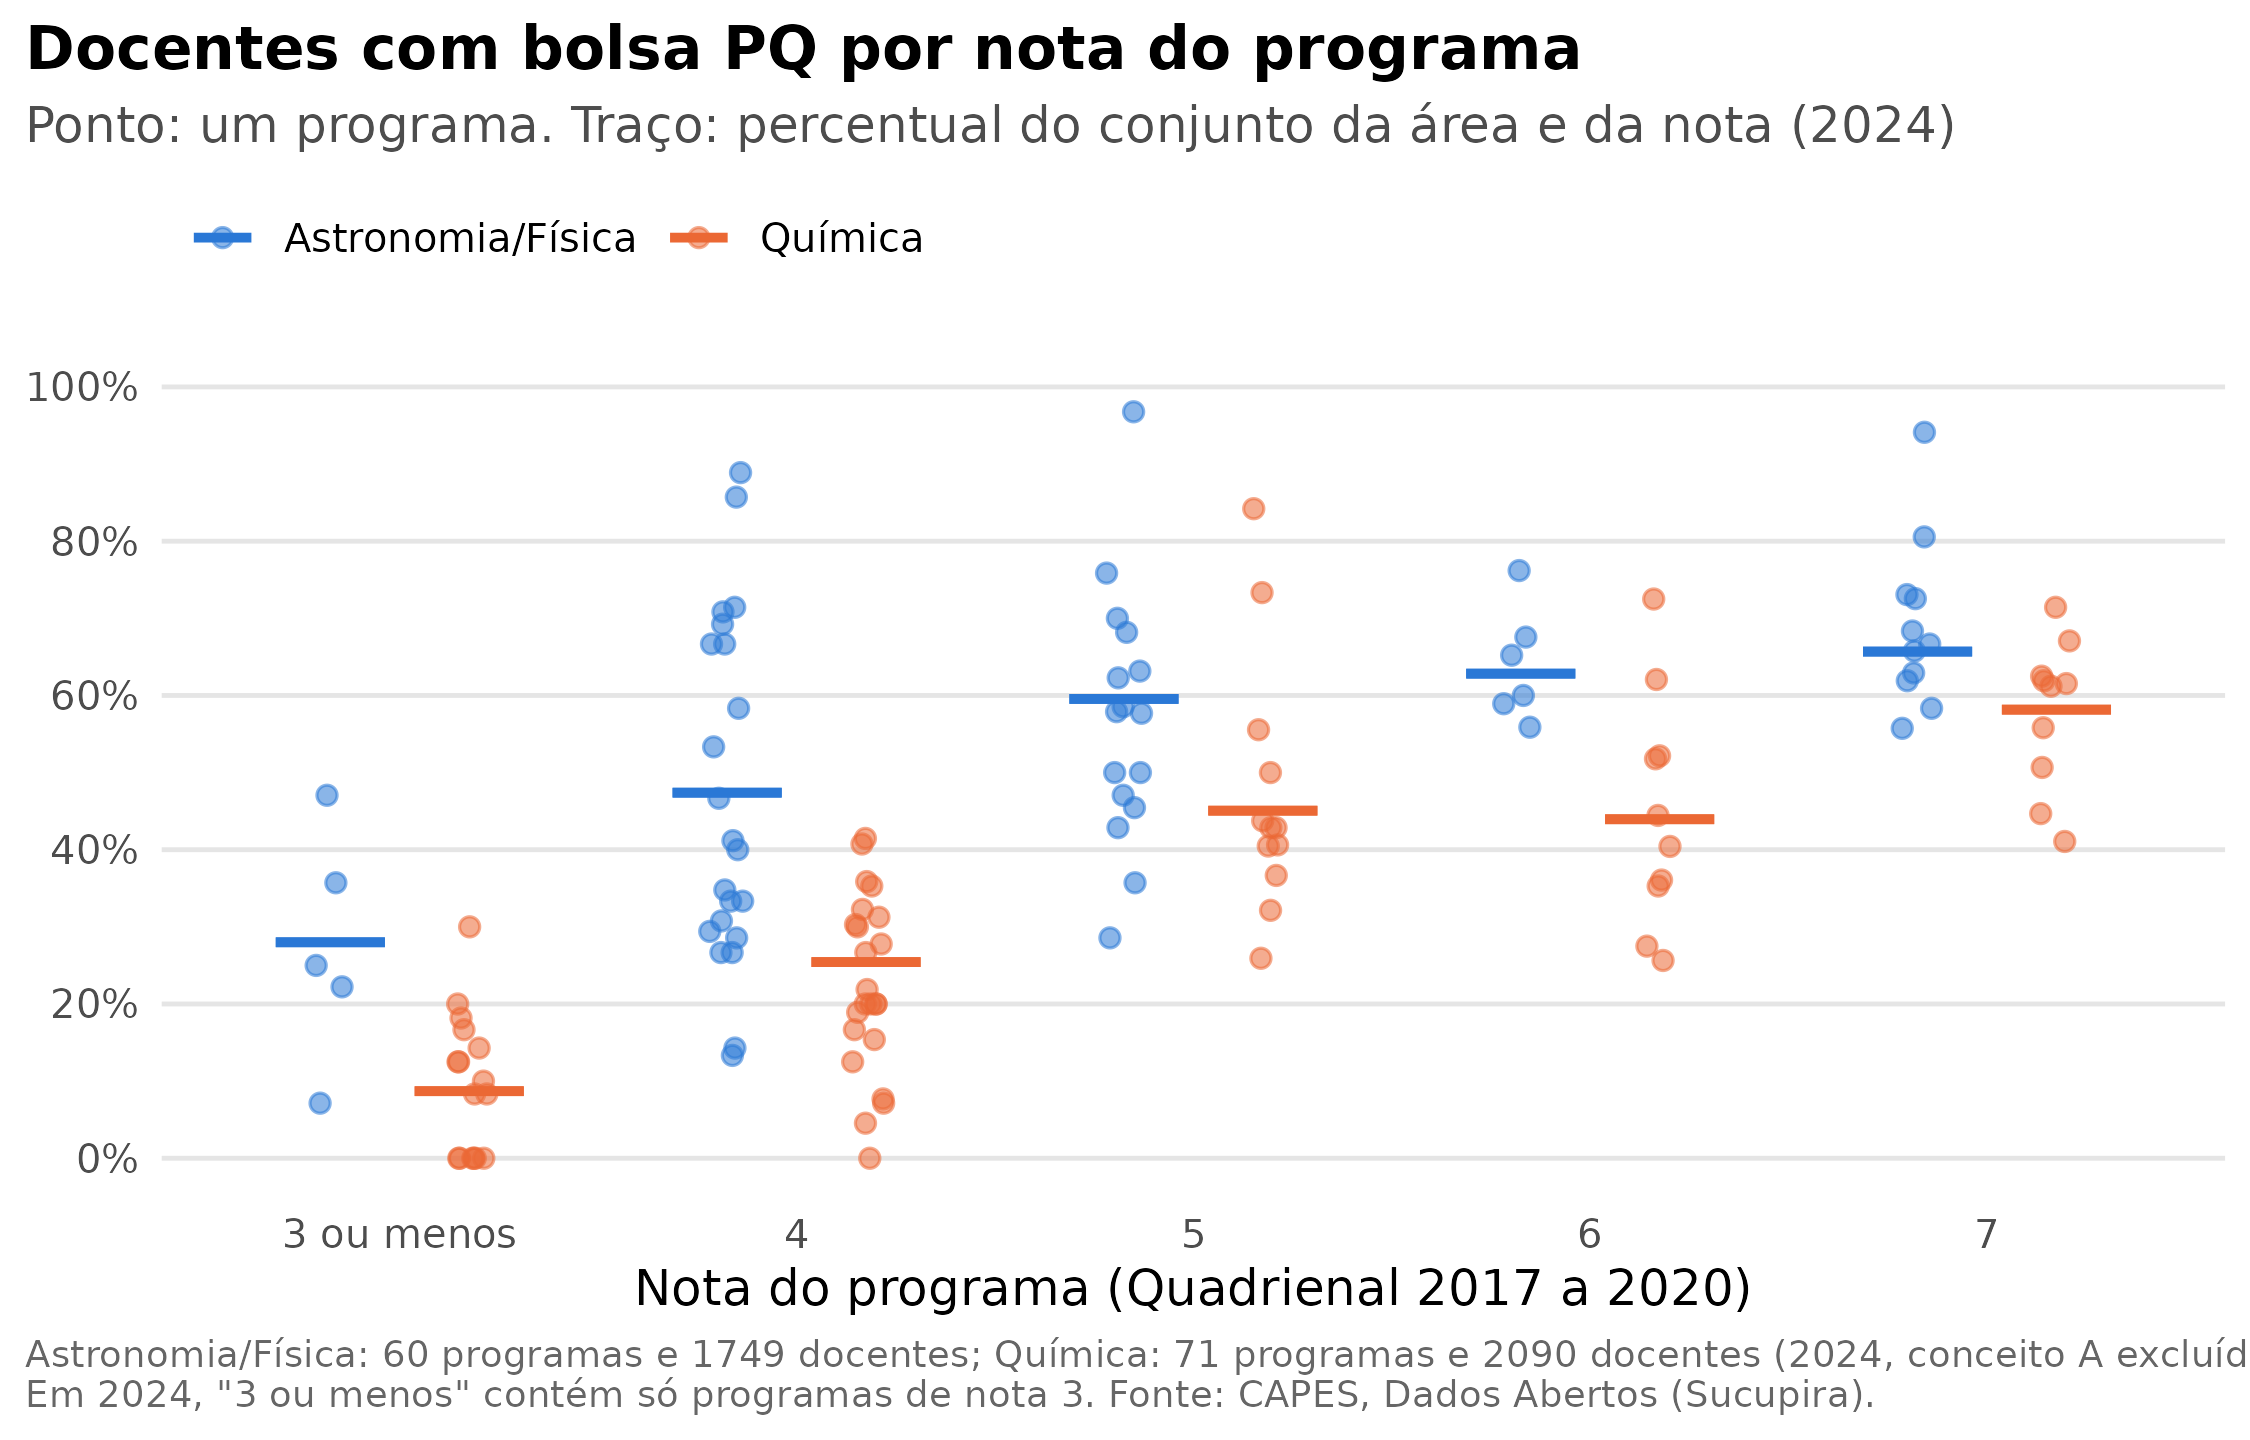 Docentes com bolsa PQ por nota do programa
Ponto: um programa. Traço: percentual do conjunto da área e da nota (2024)
Astronomia/Física
Química
100%
80%
60%
40%
20%
0%
3 ou menos
4
5
6
7
Nota do programa (Quadrienal 2017 a 2020)
Astronomia/Física: 60 programas e 1749 docentes; Química: 71 programas e 2090 docentes (2024, conceito A excluíd
Em 2024, "3 ou menos" contém só programas de nota 3. Fonte: CAPES, Dados Abertos (Sucupira).